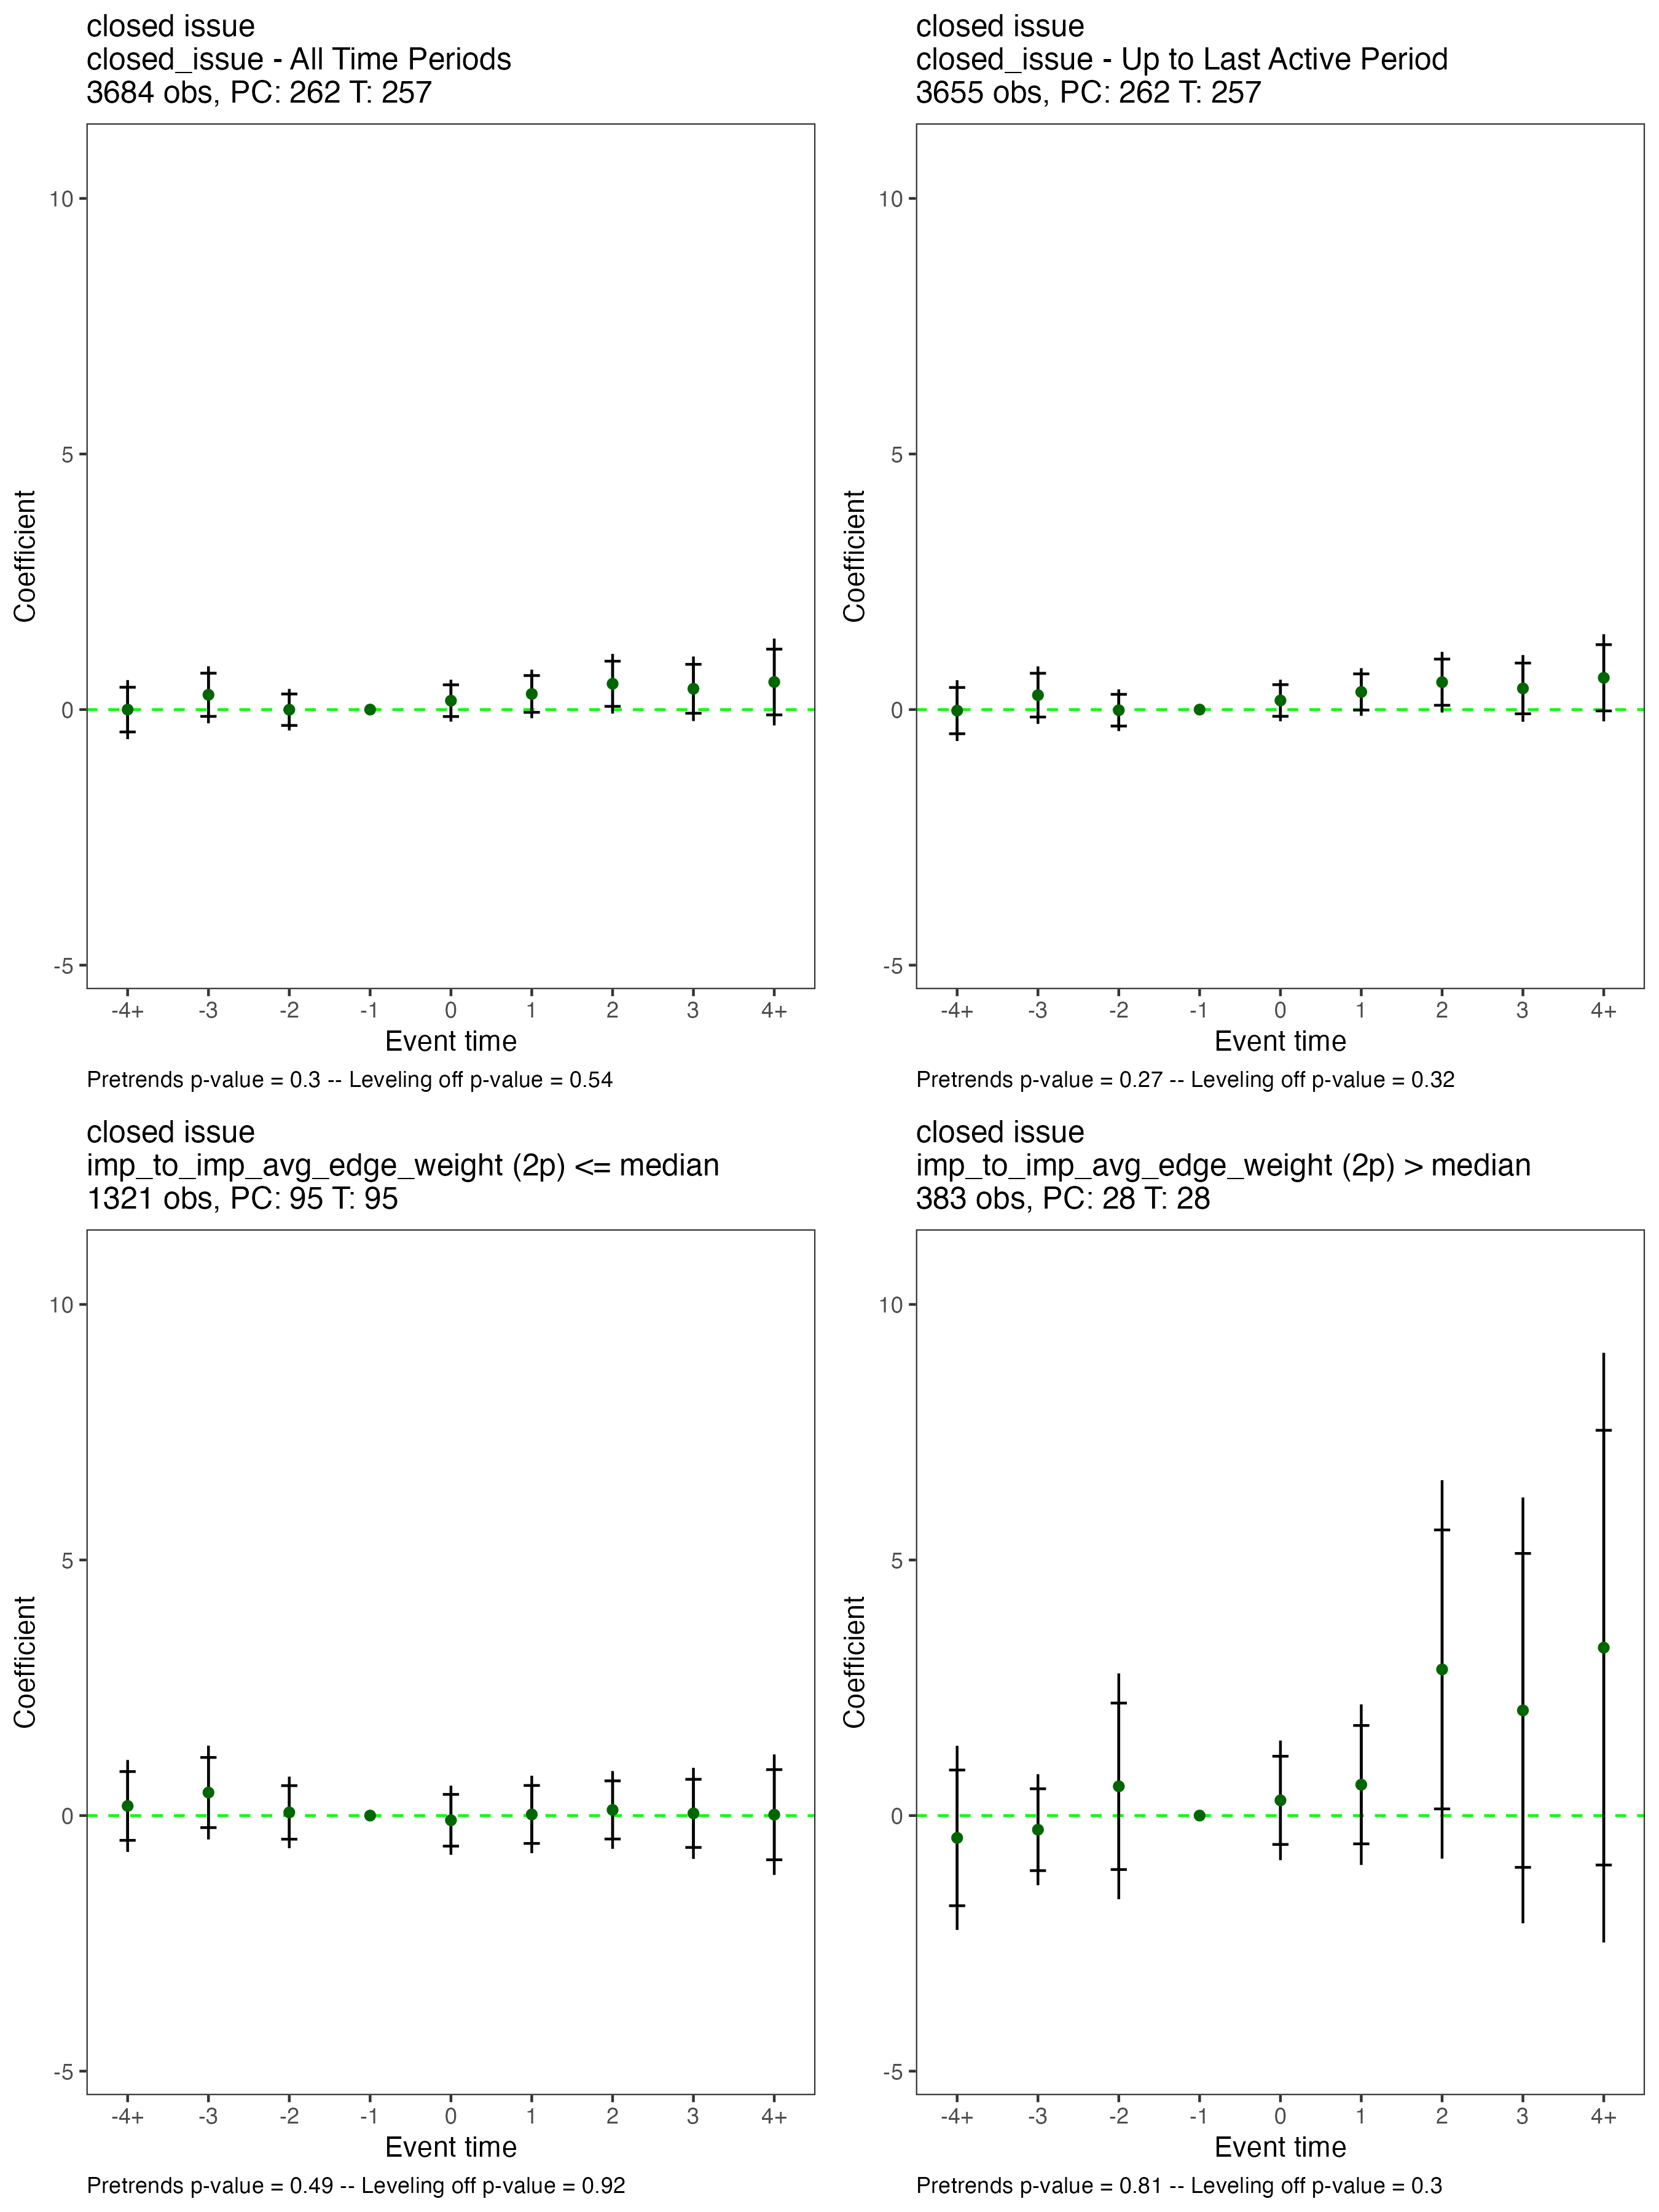 closed issue
closed_issue - All Time Periods
3684 obs, PC: 262 T: 257
10
5
0
-5
Coefficient
-4+ -3 -2 -1 0 1 2 3 4+
Event time
Pretrends p-value = 0.3 -- Leveling off p-value = 0.54
closed issue
closed_issue - Up to Last Active Period
3655 obs, PC: 262 T: 257
10
5
0
-5
Coefficient
-4+ -3 -2 -1 0 1 2 3 4+
Event time
Pretrends p-value = 0.27 -- Leveling off p-value = 0.32
closed issue
imp_to_imp_avg_edge_weight (2p) <= median
1321 obs, PC: 95 T: 95
10
5
0
-5
Coefficient
-4+ -3 -2 -1 0 1 2 3 4+
Event time
Pretrends p-value = 0.49 -- Leveling off p-value = 0.92
closed issue
imp_to_imp_avg_edge_weight (2p) > median
383 obs, PC: 28 T: 28
10
5
0
-5
Coefficient
-4+ -3 -2 -1 0 1 2 3 4+
Event time
Pretrends p-value = 0.81 -- Leveling off p-value = 0.3